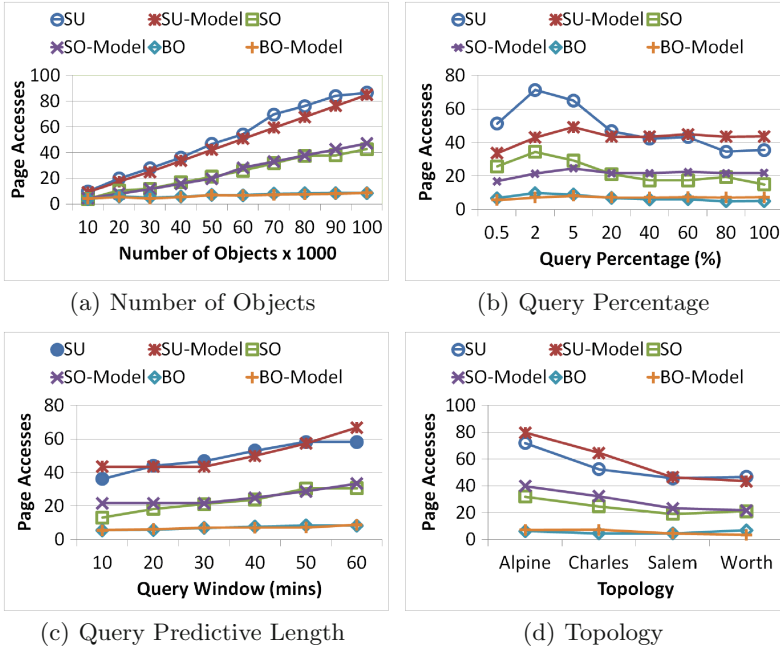 SU SU-Model SO
SO-Model BO BO-Model
Page Accesses
100
80
60
40
20
0
10 20 30 40 50 60 70 80 90 100
Number of Objects x 1000
(a) Number of Objects
SU SU-Model SO
SO-Model BO BO-Model
Page Accesses
80
60
40
20
0
0.5 2 5 20 40 60 80 100
Query Percentage (%)
(b) Query Percentage
SU SU-Model SO
SO-Model BO BO-Model
Page Accesses
80
60
40
20
0
10 20 30 40 50 60
Query Window (mins)
(c) Query Predictive Length
SU SU-Model SO
SO-Model BO BO-Model
Page Accesses
100
80
60
40
20
0
Alpine Charles Salem Worth
Topology
(d) Topology